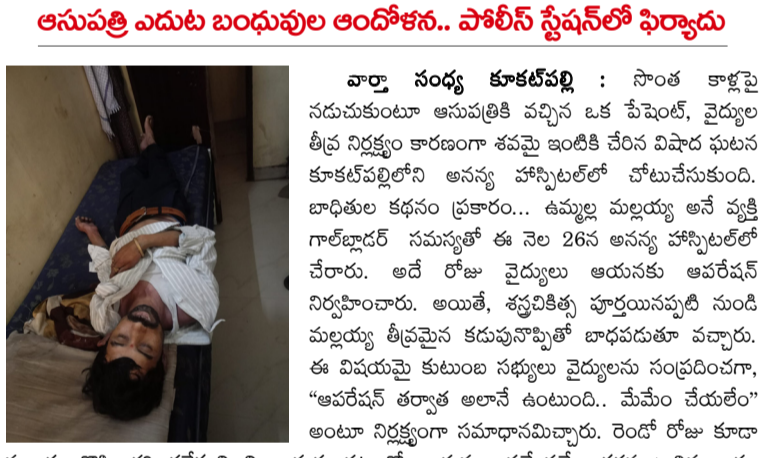 ఆసుపత్రి ఎదుట బంధువుల ఆందోళన.. పోలీస్ స్టేషన్‌లో ఫిర్యాదు
వార్తా సంధ్య కూకట్‌పల్లి : సొంత కాళ్లపై
నడుచుకుంటూ ఆసుపత్రికి వచ్చిన ఒక పేషెంట్, వైద్యుల
తీవ్ర నిర్లక్ష్యం కారణంగా శవమై ఇంటికి చేరిన విషాద ఘటన
కూకట్‌పల్లిలోని అనన్య హాస్పిటల్‌లో చోటుచేసుకుంది.
బాధితుల కథనం ప్రకారం... ఉమ్మల్ల మల్లయ్య అనే వ్యక్తి
గాల్‌బ్లాడర్ సమస్యతో ఈ నెల 26న అనన్య హాస్పిటల్‌లో
చేరారు. అదే రోజు వైద్యులు ఆయనకు ఆపరేషన్
నిర్వహించారు. అయితే, శస్త్రచికిత్స పూర్తయినప్పటి నుండి
మల్లయ్య తీవ్రమైన కడుపునొప్పితో బాధపడుతూ వచ్చారు.
ఈ విషయమై కుటుంబ సభ్యులు వైద్యులను సంప్రదించగా,
“ఆపరేషన్ తర్వాత అలానే ఉంటుంది.. మేమేం చేయలేం”
అంటూ నిర్లక్ష్యంగా సమాధానమిచ్చారు. రెండో రోజు కూడా